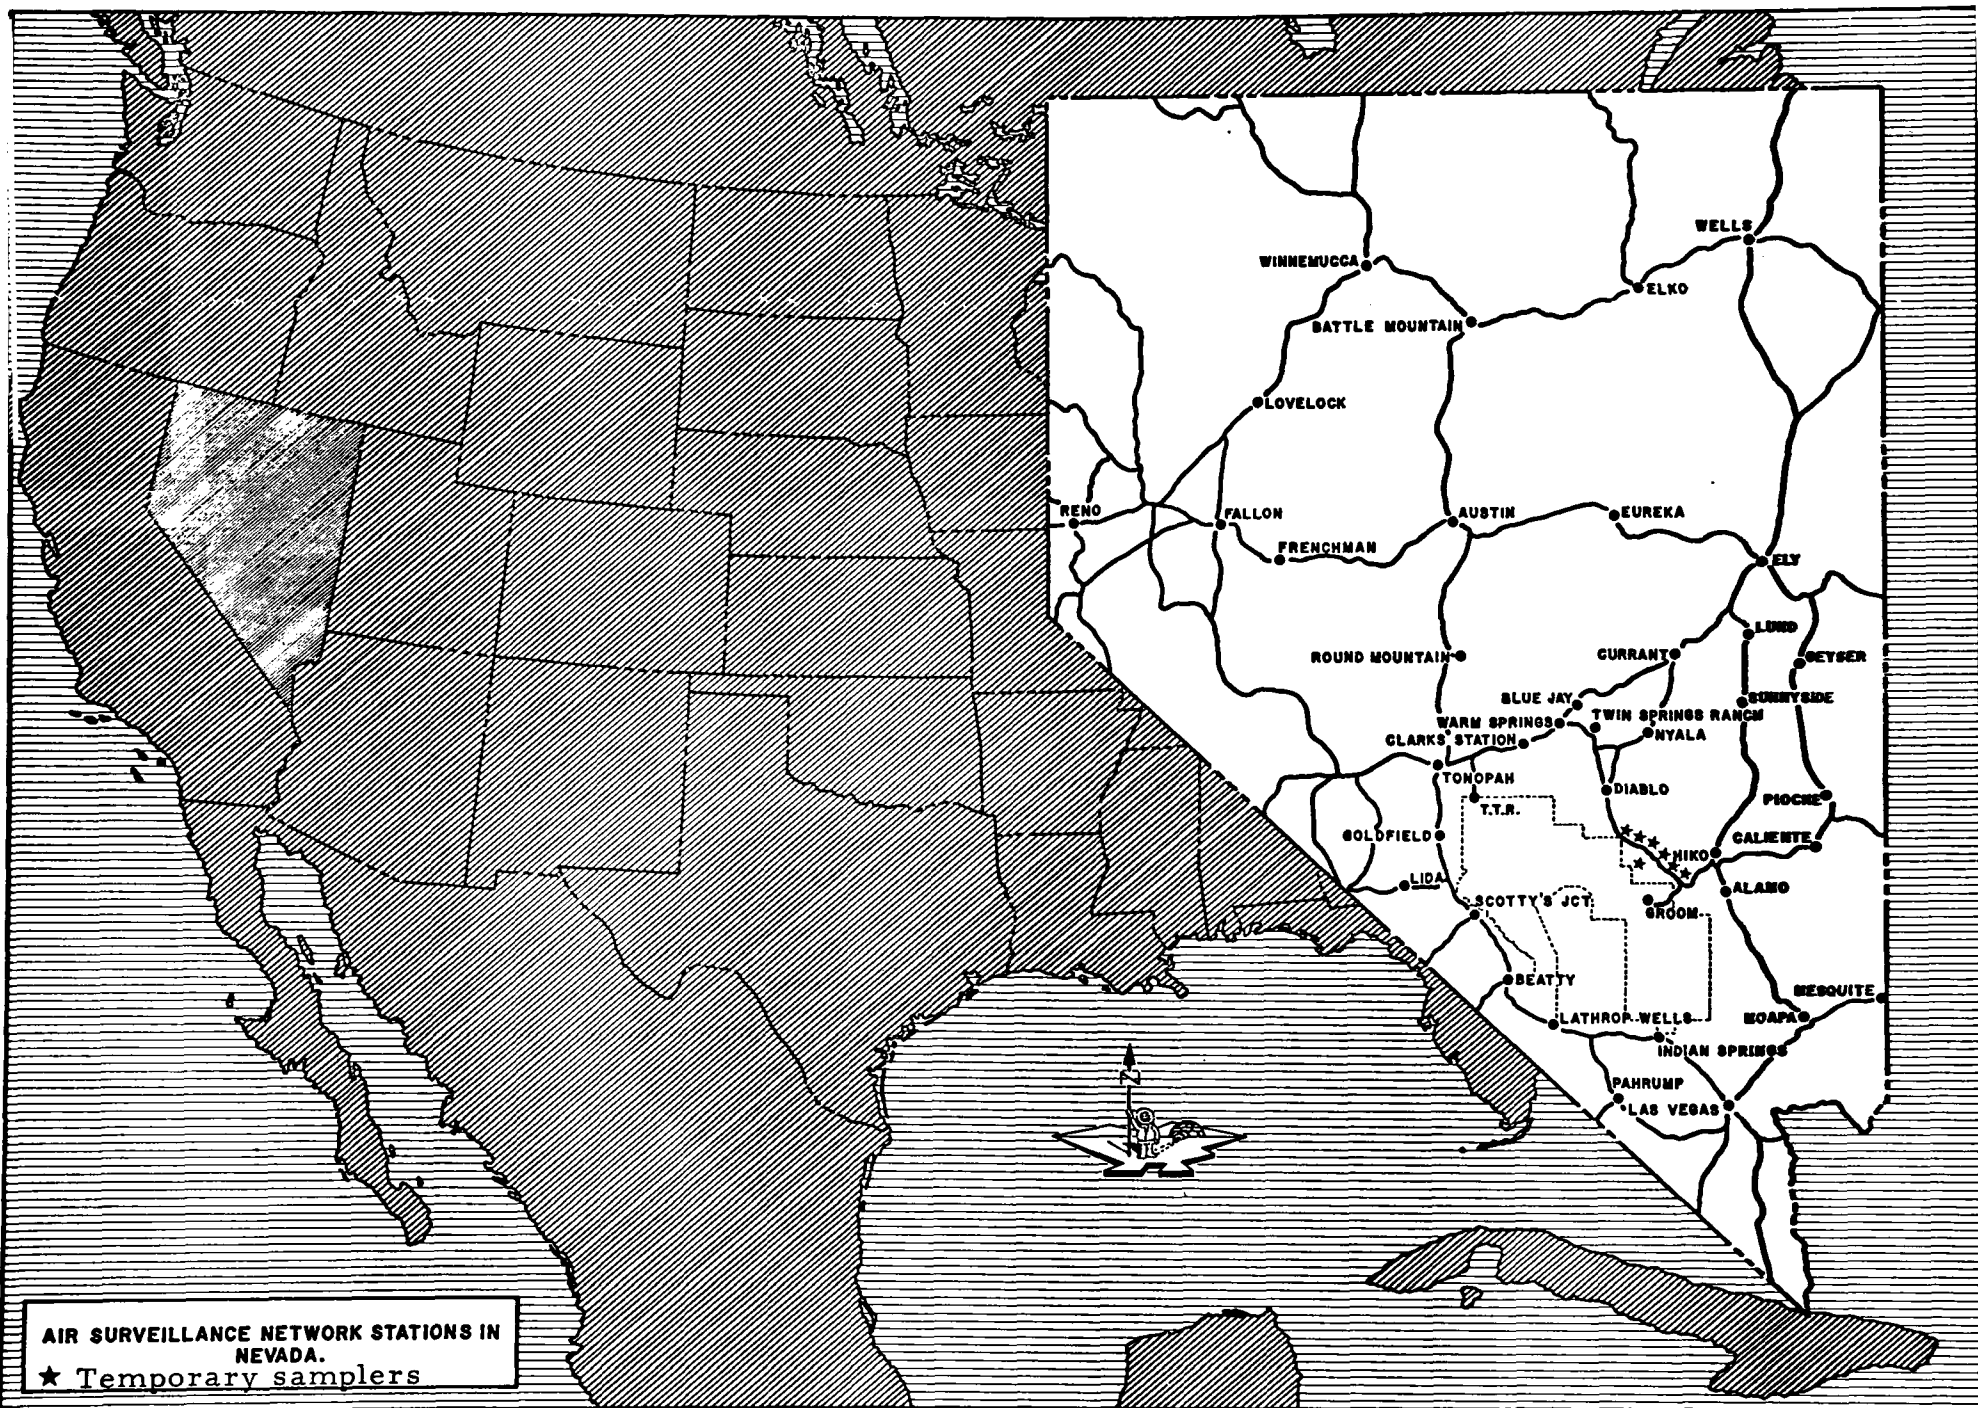 WELLS
WINNEMUCCA
ELKO
BATTLE MOUNTAIN
LOVELOCK
RENO
FALLON
AUSTIN
EUREKA
FRENCHMAN
ELY
LUND
ROUND MOUNTAIN
CURRANT
GEYSER
BLUE JAY
SUNNYSIDE
WARM SPRINGS
TWIN SPRINGS RANCH
CLARKS STATION
NYALA
TONOPAH
DIABLO
T.T.R.
PIOCHE
GOLDFIELD
CALIENTE
HIKO
LIDA
ALAMO
SCOTTY'S JCT
GROOM
BEATTY
MESQUITE
LATHROP WELLS
MOAPA
INDIAN SPRINGS
PAHRUMP
LAS VEGAS
N
AIR SURVEILLANCE NETWORK STATIONS IN
NEVADA.
★ Temporary samplers